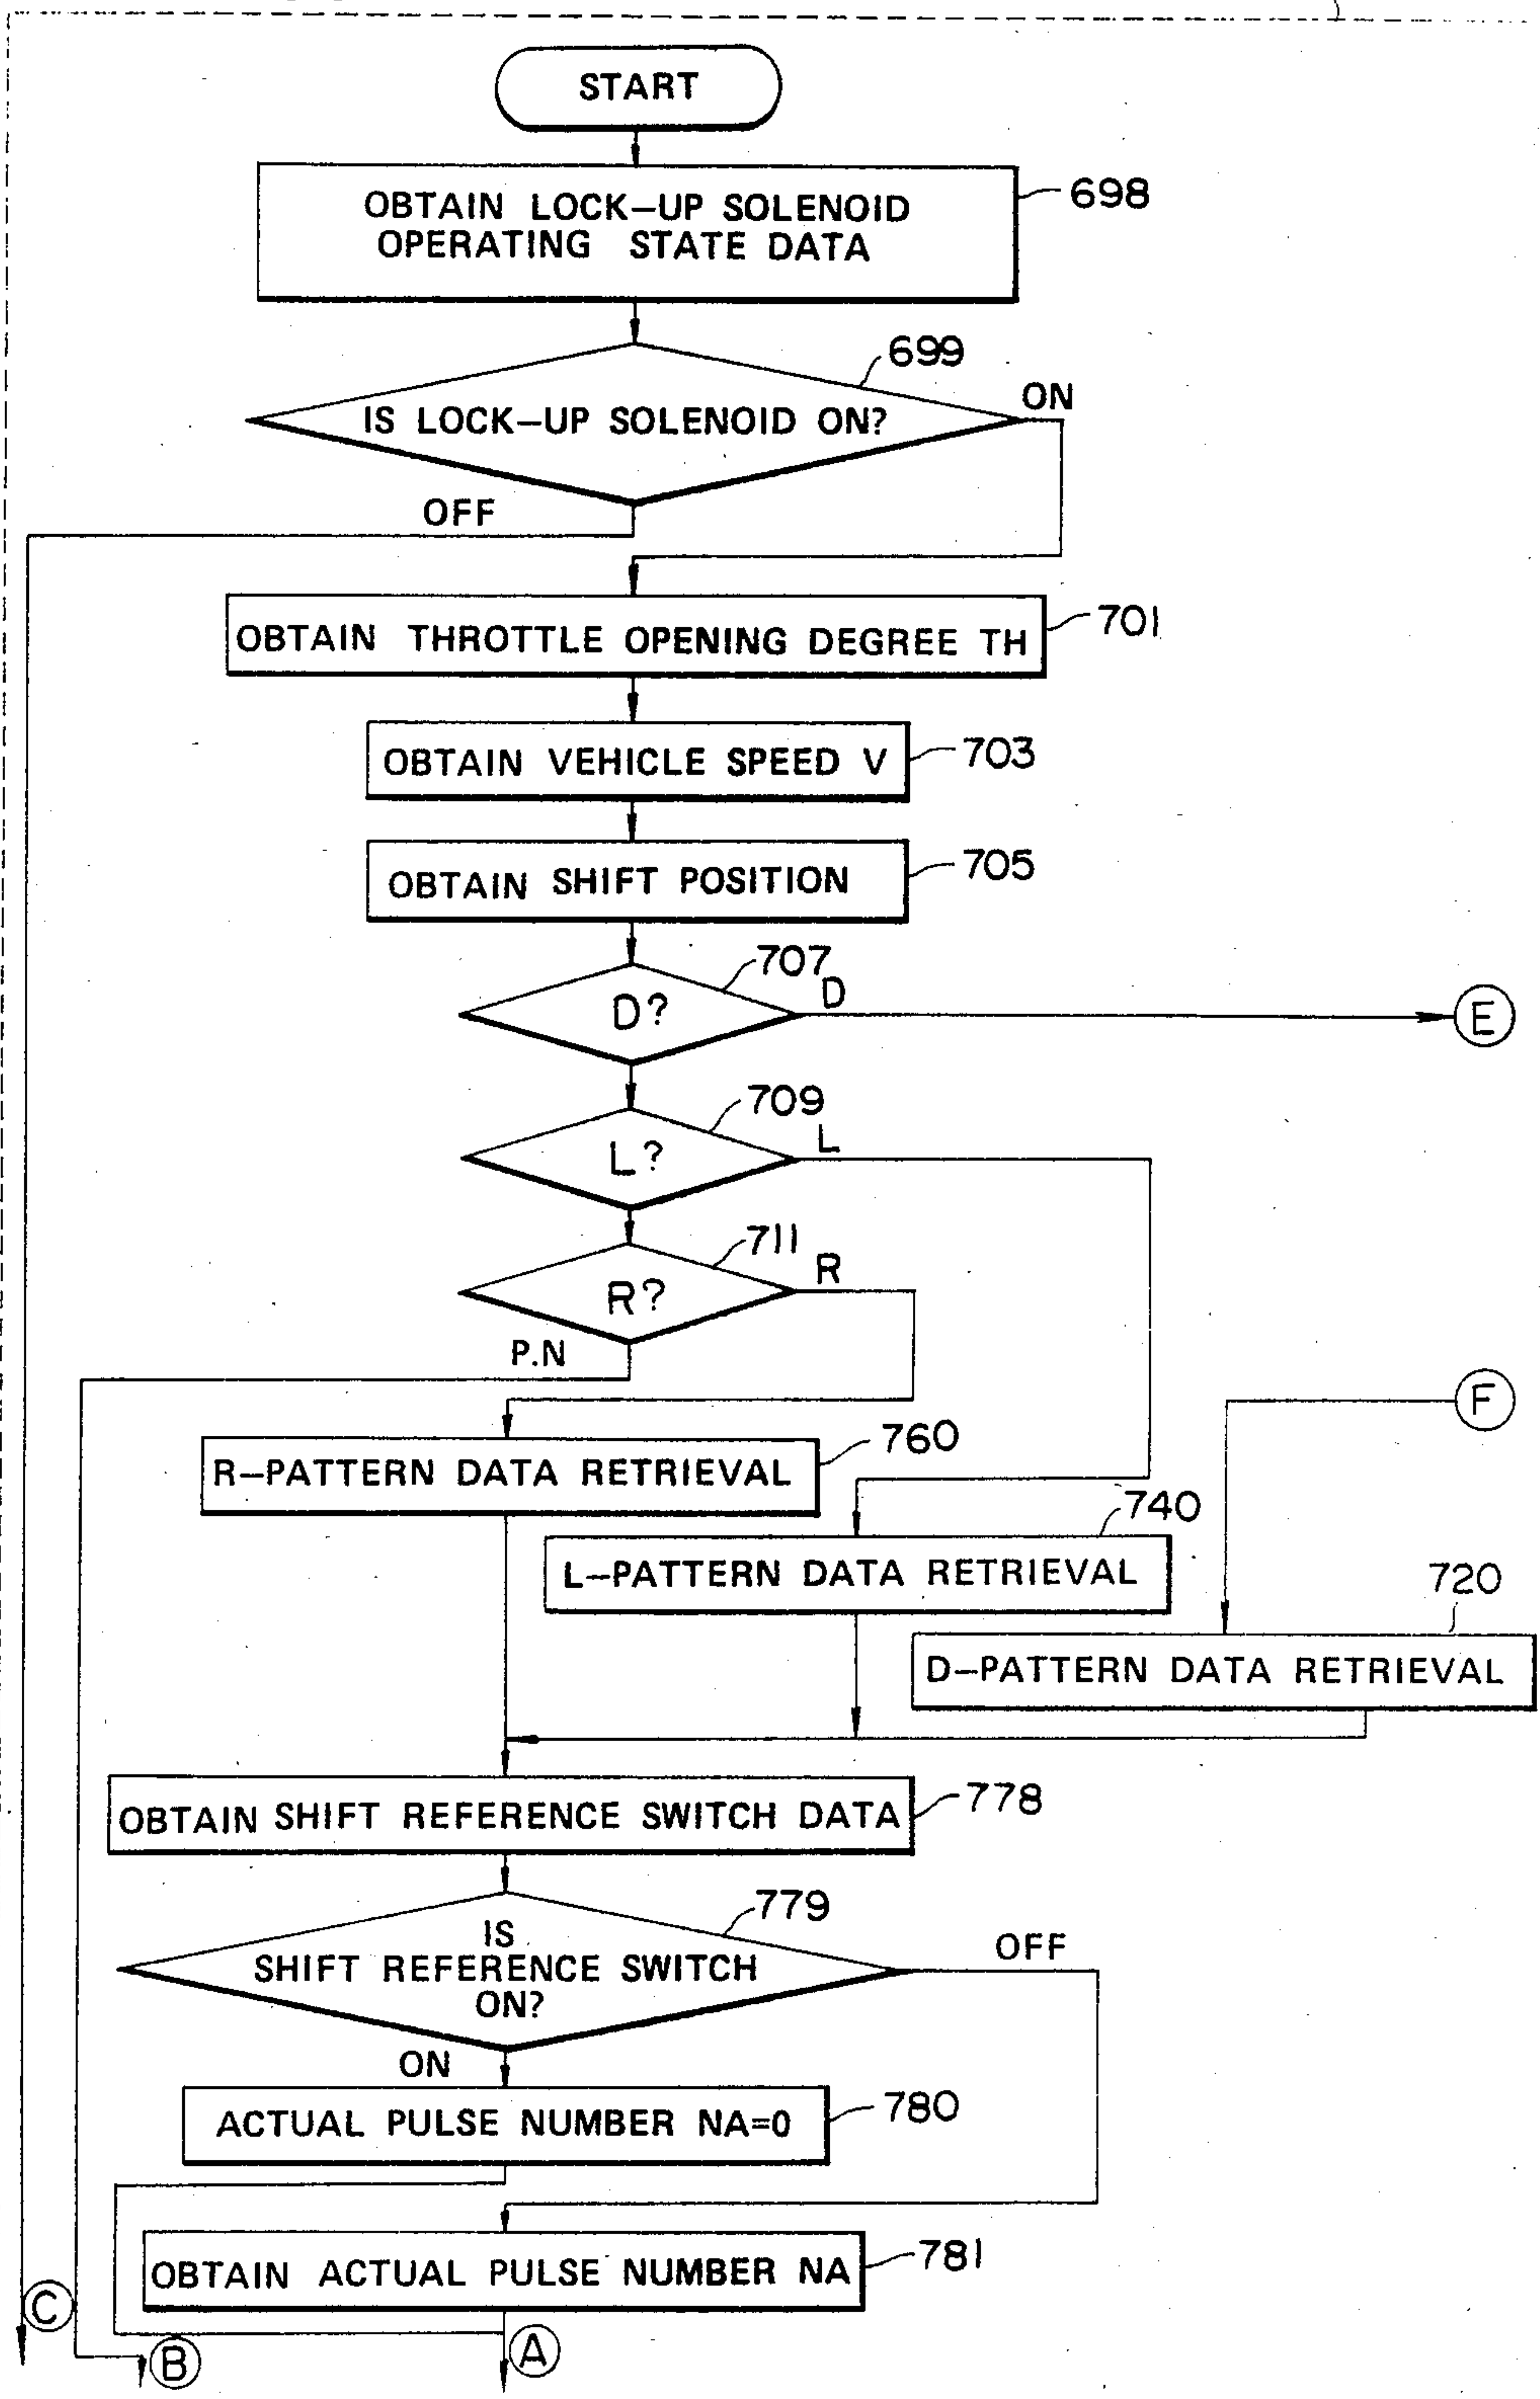 START
OBTAIN LOCK-UP SOLENOID
OPERATING STATE DATA
698
699
IS LOCK-UP SOLENOID ON?
ON
OFF
OBTAIN THROTTLE OPENING DEGREE TH
701
OBTAIN VEHICLE SPEED V
703
OBTAIN SHIFT POSITION
705
707
D?
D
E
709
L?
L
711
R?
R
P.N
F
R-PATTERN DATA RETRIEVAL
760
740
L-PATTERN DATA RETRIEVAL
720
D-PATTERN DATA RETRIEVAL
OBTAIN SHIFT REFERENCE SWITCH DATA
778
779
IS
SHIFT REFERENCE SWITCH
ON?
OFF
ON
ACTUAL PULSE NUMBER NA=0
780
OBTAIN ACTUAL PULSE NUMBER NA
781
C
B
A